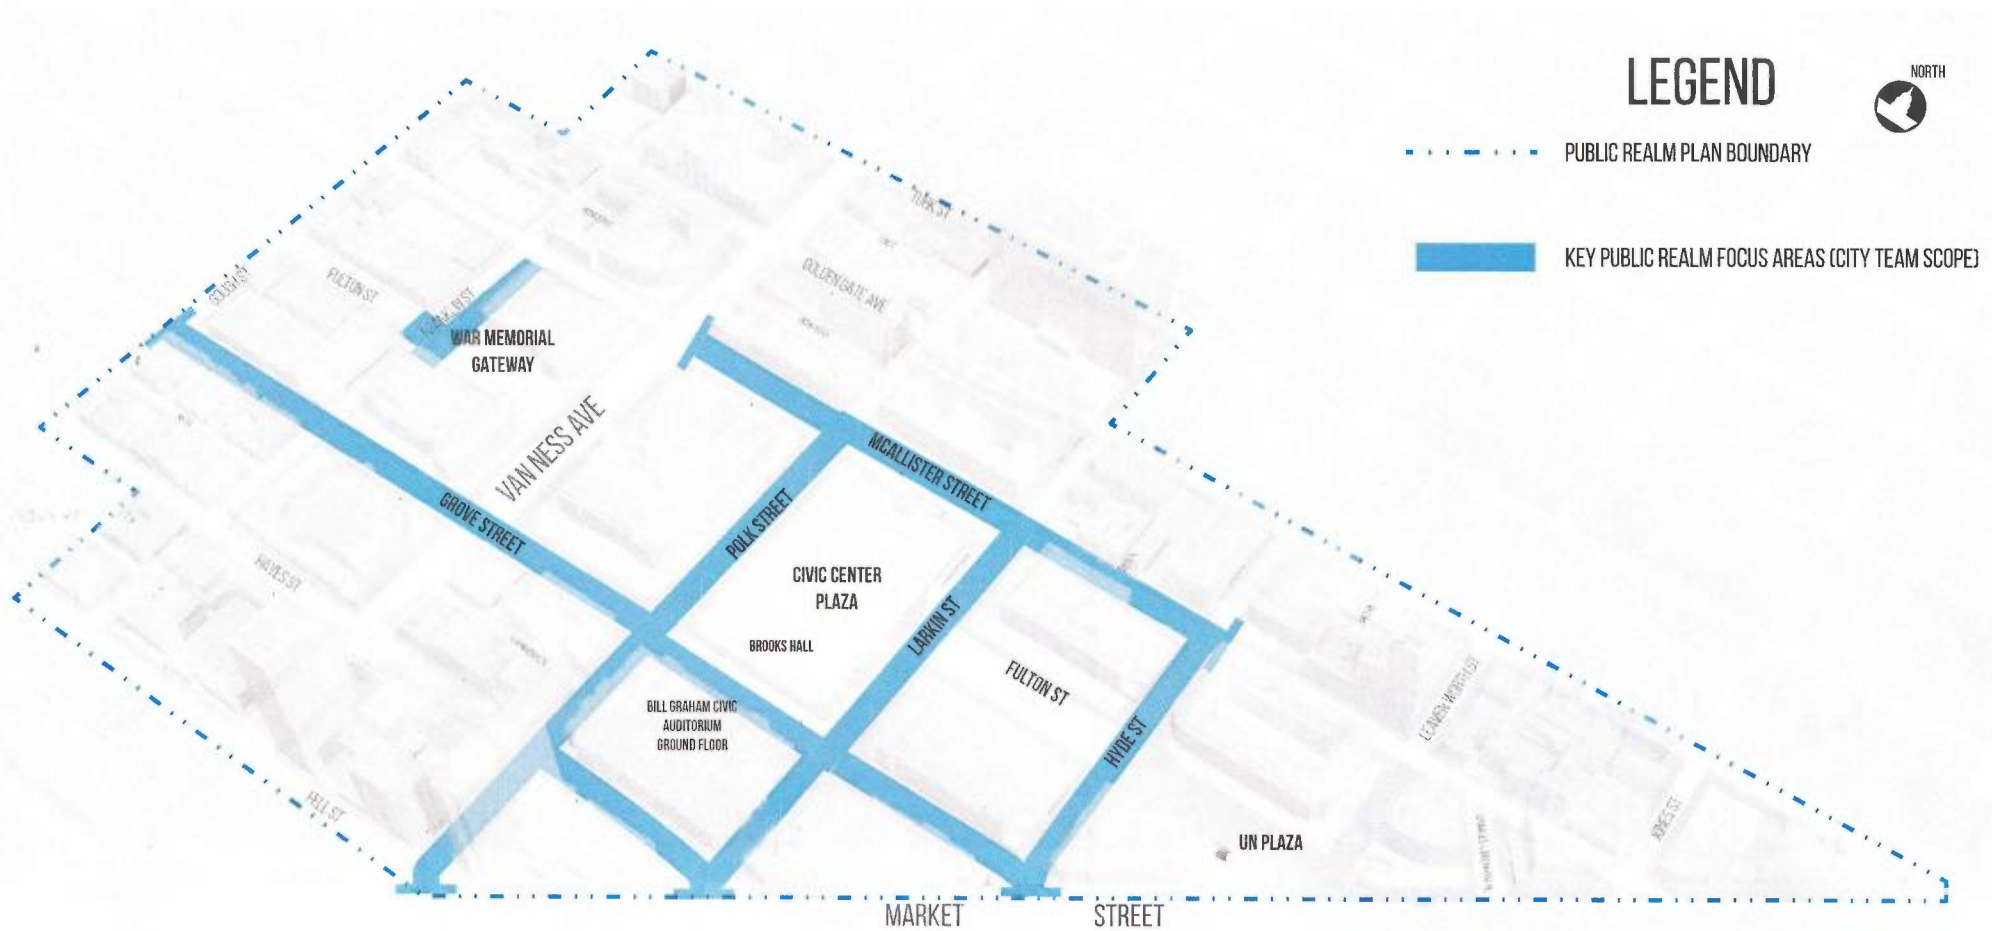 LEGEND
NORTH
PUBLIC REALM PLAN BOUNDARY
KEY PUBLIC REALM FOCUS AREAS (CITY TEAM SCOPE)
TURK ST
GOLDEN GATE AVE
GOUGH ST
FULTON ST
WAR MEMORIAL
GATEWAY
VAN NESS AVE
MCALLISTER STREET
GROVE STREET
POLK STREET
CIVIC CENTER
PLAZA
BROOKS HALL
LARKIN ST
HAYES ST
FULTON ST
BILL GRAHAM CIVIC
AUDITORIUM
GROUND FLOOR
HYDE ST
LEAVENWORTH ST
JONES ST
FELL ST
UN PLAZA
MARKET STREET